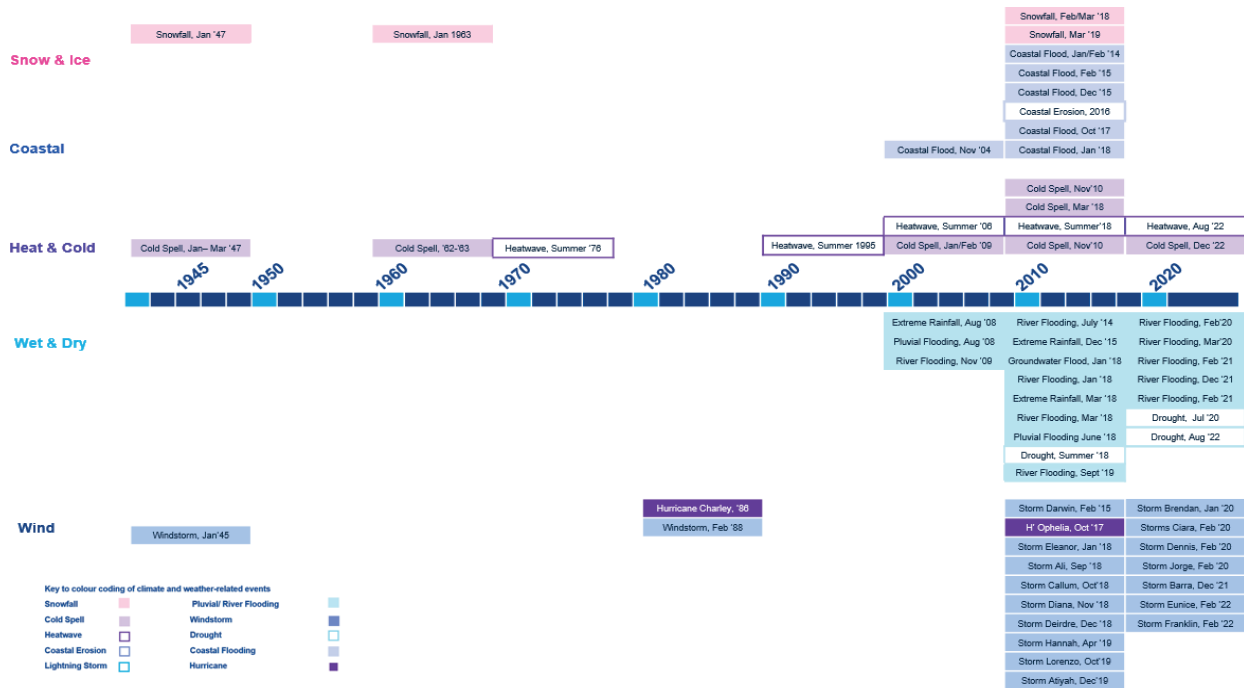 Snow & Ice
Snowfall, Jan '47
Snowfall, Jan 1963
Snowfall, Feb/Mar '18
Snowfall, Mar '19
Coastal Flood, Jan/Feb '14
Coastal Flood, Feb '15
Coastal Flood, Dec '15
Coastal Erosion, 2016
Coastal Flood, Oct '17
Coastal
Coastal Flood, Nov '04
Coastal Flood, Jan '18
Cold Spell, Nov'10
Cold Spell, Mar '18
Heatwave, Summer '06
Heatwave, Summer'18
Heatwave, Aug '22
Heat & Cold
Cold Spell, Jan– Mar '47
Cold Spell, '62-'63
Heatwave, Summer '76
Heatwave, Summer 1995
Cold Spell, Jan/Feb '09
Cold Spell, Nov'10
Cold Spell, Dec '22
1945
1950
1960
1970
1980
1990
2000
2010
2020
Wet & Dry
Extreme Rainfall, Aug '08
Pluvial Flooding, Aug '08
River Flooding, Nov '09
River Flooding, July '14
Extreme Rainfall, Dec '15
Groundwater Flood, Jan '18
River Flooding, Jan '18
Extreme Rainfall, Mar '18
River Flooding, Mar '18
Pluvial Flooding June '18
Drought, Summer '18
River Flooding, Sept '19
River Flooding, Feb'20
River Flooding, Mar'20
River Flooding, Feb '21
River Flooding, Dec '21
River Flooding, Feb '21
Drought, Jul '20
Drought, Aug '22
Wind
Windstorm, Jan'45
Hurricane Charley, '86
Windstorm, Feb '88
Storm Darwin, Feb '15
H' Ophelia, Oct '17
Storm Eleanor, Jan '18
Storm Ali, Sep '18
Storm Callum, Oct'18
Storm Diana, Nov '18
Storm Deirdre, Dec '18
Storm Hannah, Apr '19
Storm Lorenzo, Oct'19
Storm Atiyah, Dec'19
Storm Brendan, Jan '20
Storms Ciara, Feb '20
Storm Dennis, Feb '20
Storm Jorge, Feb '20
Storm Barra, Dec '21
Storm Eunice, Feb '22
Storm Franklin, Feb '22
Key to colour coding of climate and weather-related events
Snowfall
Cold Spell
Heatwave
Coastal Erosion
Lightning Storm
Pluvial/ River Flooding
Windstorm
Drought
Coastal Flooding
Hurricane